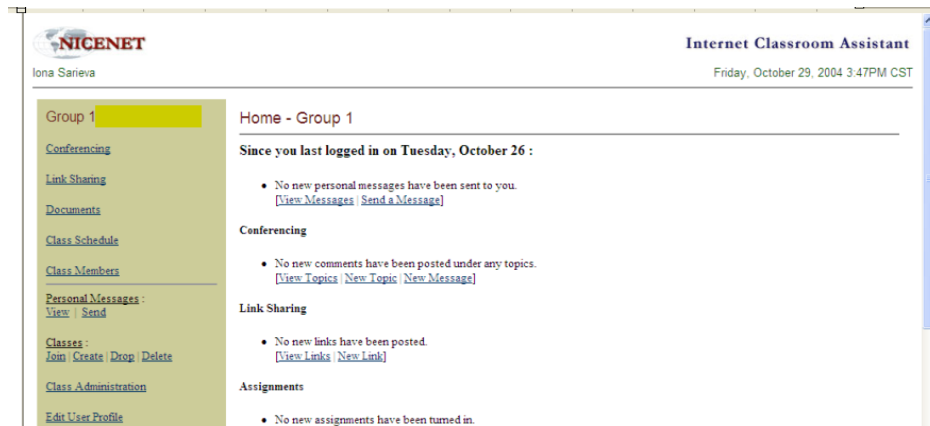 NICENET
Internet Classroom Assistant
Iona Sarieva
Friday, October 29, 2004 3:47PM CST
Group 1
Conferencing
Link Sharing
Documents
Class Schedule
Class Members
Personal Messages :
View | Send
Classes :
Join | Create | Drop | Delete
Class Administration
Edit User Profile
Home - Group 1
Since you last logged in on Tuesday, October 26 :
• No new personal messages have been sent to you.
[View Messages | Send a Message]
Conferencing
• No new comments have been posted under any topics.
[View Topics | New Topic | New Message]
Link Sharing
• No new links have been posted.
[View Links | New Link]
Assignments
• No new assignments have been turned in.